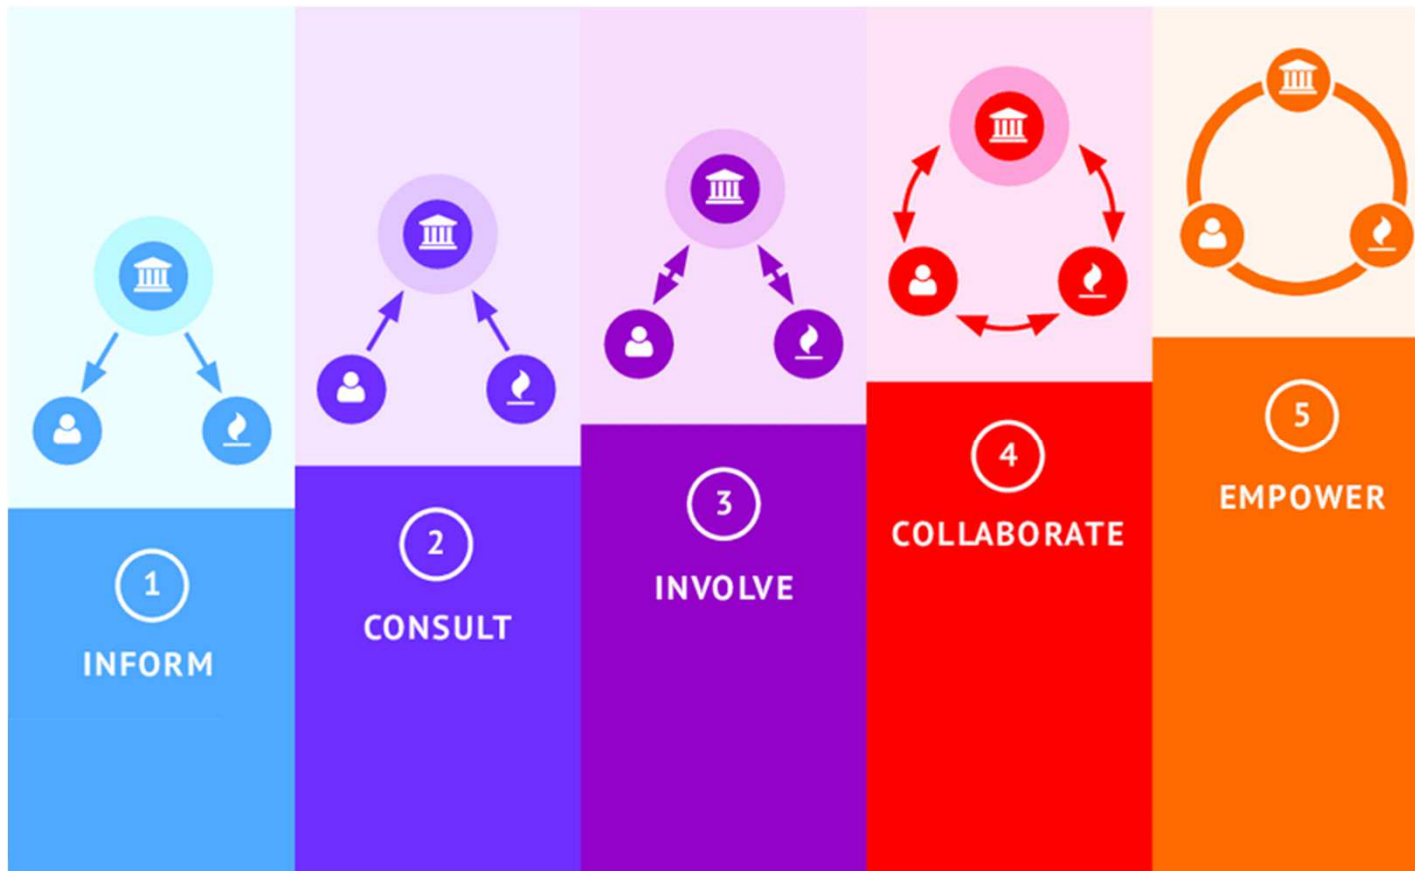 1
INFORM
2
CONSULT
3
INVOLVE
4
COLLABORATE
5
EMPOWER